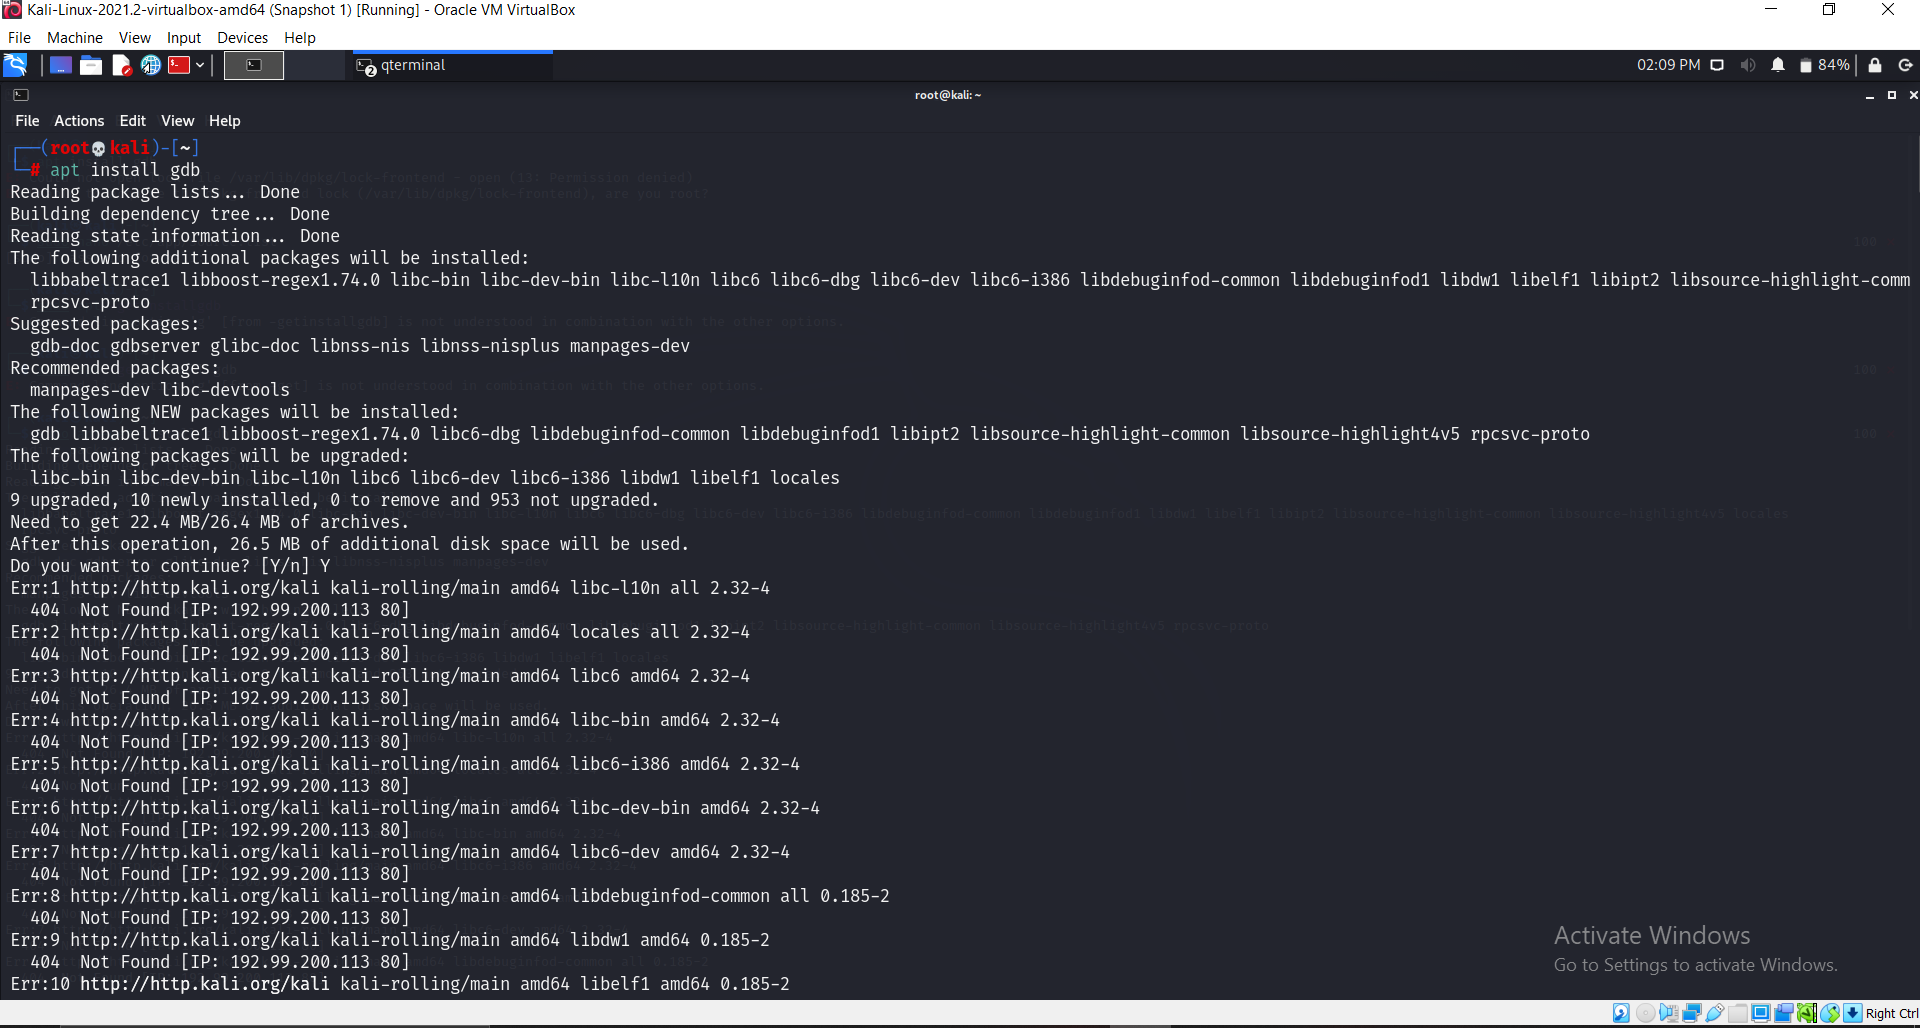 Kali-Linux-2021.2-virtualbox-amd64 (Snapshot 1) [Running] - Oracle VM VirtualBox
File Machine View Input Devices Help
qterminal
02:09 PM 84%
root@kali: ~
File Actions Edit View Help
┌──(root💀kali)-[~]
└─# apt install gdb
Reading package lists... Done
Building dependency tree... Done
Reading state information... Done
The following additional packages will be installed:
libbabeltrace1 libboost-regex1.74.0 libc-bin libc-dev-bin libc-l10n libc6 libc6-dbg libc6-dev libc6-i386 libdebuginfod-common libdebuginfod1 libdw1 libelf1 libipt2 libsource-highlight-comm
rpcsvc-proto
Suggested packages:
gdb-doc gdbserver glibc-doc libnss-nis libnss-nisplus manpages-dev
Recommended packages:
manpages-dev libc-devtools
The following NEW packages will be installed:
gdb libbabeltrace1 libboost-regex1.74.0 libc6-dbg libdebuginfod-common libdebuginfod1 libipt2 libsource-highlight-common libsource-highlight4v5 rpcsvc-proto
The following packages will be upgraded:
libc-bin libc-dev-bin libc-l10n libc6 libc6-dev libc6-i386 libdw1 libelf1 locales
9 upgraded, 10 newly installed, 0 to remove and 953 not upgraded.
Need to get 22.4 MB/26.4 MB of archives.
After this operation, 26.5 MB of additional disk space will be used.
Do you want to continue? [Y/n] Y
Err:1 http://http.kali.org/kali kali-rolling/main amd64 libc-l10n all 2.32-4
404 Not Found [IP: 192.99.200.113 80]
Err:2 http://http.kali.org/kali kali-rolling/main amd64 locales all 2.32-4
404 Not Found [IP: 192.99.200.113 80]
Err:3 http://http.kali.org/kali kali-rolling/main amd64 libc6 amd64 2.32-4
404 Not Found [IP: 192.99.200.113 80]
Err:4 http://http.kali.org/kali kali-rolling/main amd64 libc-bin amd64 2.32-4
404 Not Found [IP: 192.99.200.113 80]
Err:5 http://http.kali.org/kali kali-rolling/main amd64 libc6-i386 amd64 2.32-4
404 Not Found [IP: 192.99.200.113 80]
Err:6 http://http.kali.org/kali kali-rolling/main amd64 libc-dev-bin amd64 2.32-4
404 Not Found [IP: 192.99.200.113 80]
Err:7 http://http.kali.org/kali kali-rolling/main amd64 libc6-dev amd64 2.32-4
404 Not Found [IP: 192.99.200.113 80]
Err:8 http://http.kali.org/kali kali-rolling/main amd64 libdebuginfod-common all 0.185-2
404 Not Found [IP: 192.99.200.113 80]
Err:9 http://http.kali.org/kali kali-rolling/main amd64 libdw1 amd64 0.185-2
404 Not Found [IP: 192.99.200.113 80]
Err:10 http://http.kali.org/kali kali-rolling/main amd64 libelf1 amd64 0.185-2
Activate Windows
Go to Settings to activate Windows.
Right Ctrl